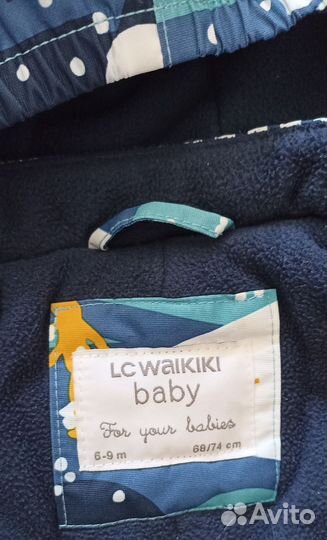 LC WAIKIKI
baby
For your babies
6-9 m 68/74 cm
Avito